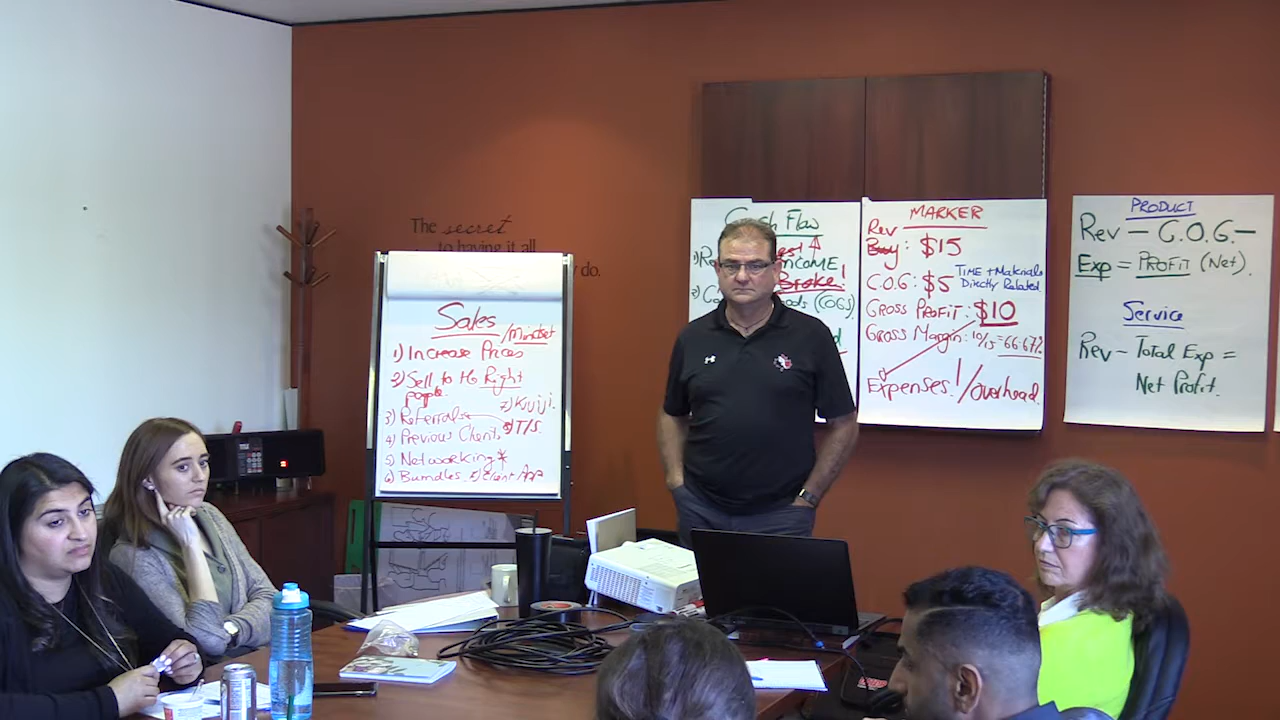 The secret
to having it all
do.
Sales
/Mindset
1) Increase Prices
2) Sell to the Right
people
7) Kijiji.
3) Referrals
8) T/S.
4) Previous Clients
5) Networking *
6) Bundles.
Client App
Cash Flow
INCOME
Broke!
(COGS)
MARKER
Rev
Buy: $15
C.O.G: $5 TIME + Materials
Directly Related
GROSS PROFIT: $10
GROSS Margin: 10/15 = 66.67%
Expenses! /Overhead.
PRODUCT
Rev - C.O.G. -
Exp = PROFIT (Net).
Service
Rev - Total Exp =
Net Profit.